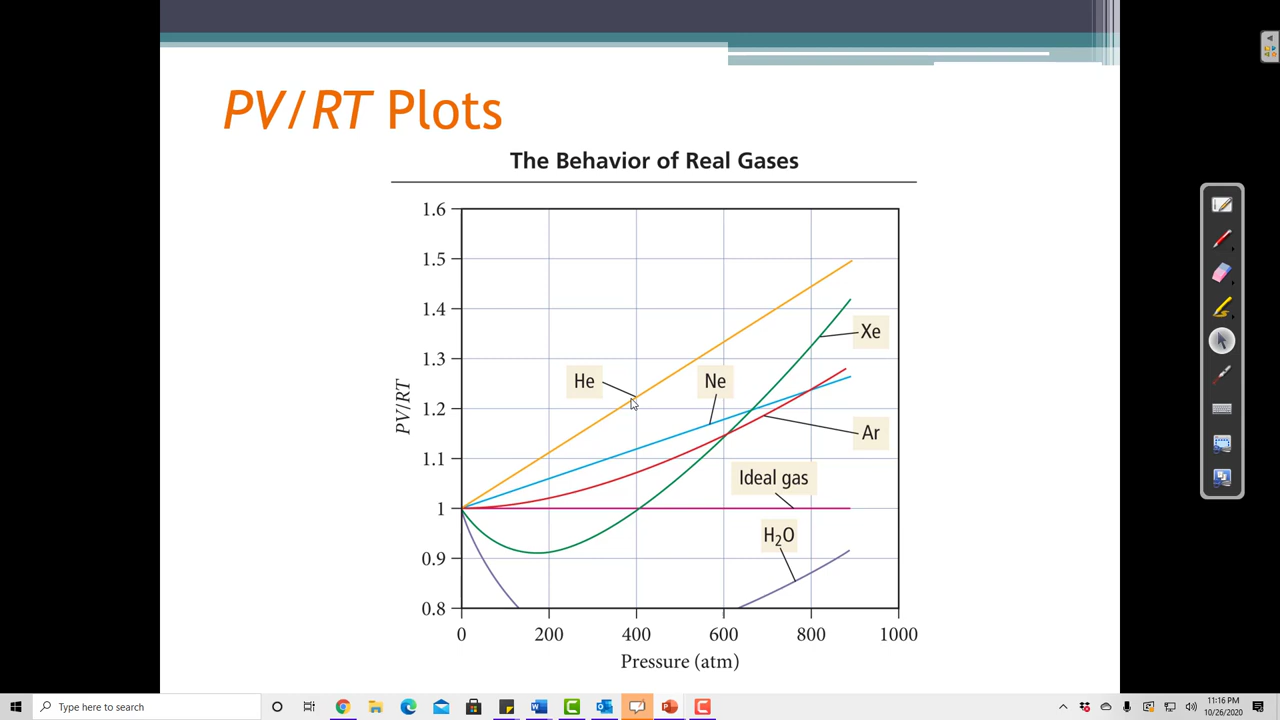 PV/RT Plots
The Behavior of Real Gases
1.6
1.5
1.4
1.3
1.2
1.1
1
0.9
0.8
PV/RT
He
Ne
Xe
Ar
Ideal gas
H₂O
0 200 400 600 800 1000
Pressure (atm)
Type here to search
11:16 PM
10/26/2020